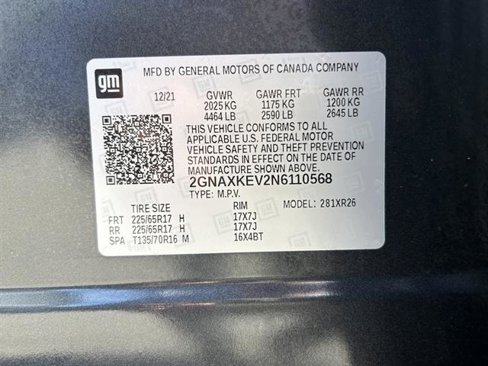 gm
MFD BY GENERAL MOTORS OF CANADA COMPANY
12/21 GVWR GAWR FRT GAWR RR
2025 KG 1175 KG 1200 KG
4464 LB 2590 LB 2645 LB
THIS VEHICLE CONFORMS TO ALL
APPLICABLE U.S. FEDERAL MOTOR
VEHICLE SAFETY AND THEFT PREVENTION
STANDARDS IN EFFECT ON THE DATE OF
MANUFACTURE SHOWN ABOVE.
2GNAXKEV2N6110568
TYPE: M.P.V. MODEL: 281XR26
TIRE SIZE RIM
FRT 225/65R17 H 17X7J
RR 225/65R17 H 17X7J
SPA T135/70R16 M 16X4BT